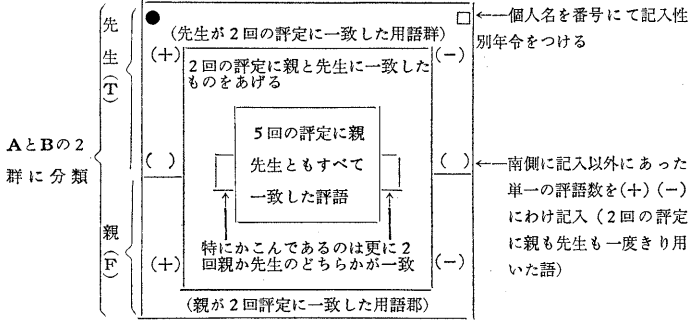 先生(T)
●
□
←個人名を番号にて記入性
別年令をつける
(先生が2回の評定に一致した用語群)
(+)
(−)
2回の評定に親と先生に一致した
ものをあげる
AとBの2
群に分類
5回の評定に親
先生ともすべて
一致した評語
( )
( )
←南側に記入以外にあった
単一の評語数を(+)(−)
にわけ記入(2回の評定
に親も先生も一度きり用
いた語)
親(F)
特にかこんであるのは更に2
回親か先生のどちらかが一致
(+)
(−)
(親が2回評定に一致した用語郡)